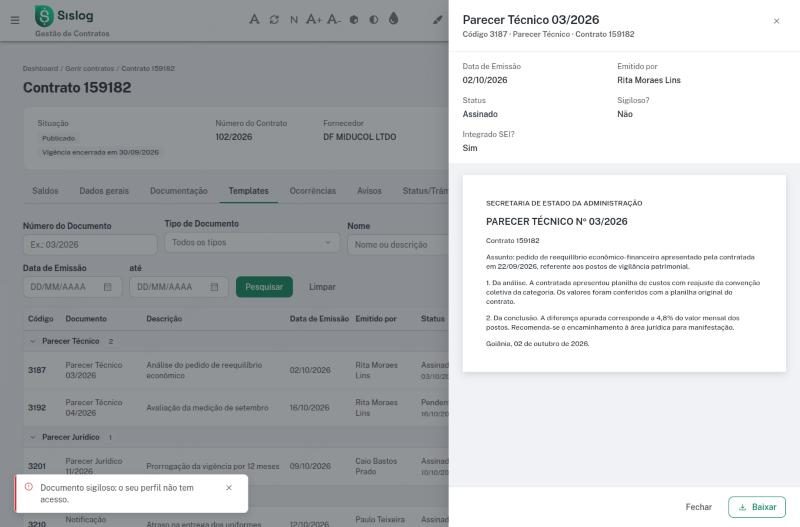 Sıslog
Gestão de Contratos
A N A+ A-
Dashboard / Gerir contratos / Contrato 159182
Contrato 159182
Situação
Publicado
Vigência encerrada em 30/09/2026
Número do Contrato
102/2026
Fornecedor
DF MIDUCOL LTDO
Saldos Dados gerais Documentação Templates Ocorrências Avisos
Número do Documento
Ex.: 03/2026
Tipo de Documento
Todos os tipos
Nome
Nome ou descrição
Data de Emissão
DD/MM/AAAA
até
DD/MM/AAAA
Pesquisar
Limpar
Código Documento Descrição Data de Emissão Emitido por Status
Parecer Técnico 2
3187
Parecer Técnico
03/2026
Análise do pedido de reequilíbrio
econômico
02/10/2026
Rita Moraes
Lins
3192
Parecer Técnico
04/2026
Avaliação da medição de setembro
16/10/2026
Rita Moraes
Lins
Parecer Jurídico 1
3201
Parecer Jurídico
11/2026
Prorrogação da vigência por 12 meses
09/10/2026
Caio Bastos
Prado
3210
Notificação
Atraso na entrega dos uniformes
12/10/2026
Paulo Teixeira
Documento sigiloso: o seu perfil não tem
acesso.
Parecer Técnico 03/2026
Código 3187 · Parecer Técnico · Contrato 159182
Data de Emissão
02/10/2026
Emitido por
Rita Moraes Lins
Status
Assinado
Sigiloso?
Não
Integrado SEI?
Sim
SECRETARIA DE ESTADO DA ADMINISTRAÇÃO
PARECER TÉCNICO Nº 03/2026
Contrato 159182
Assunto: pedido de reequilíbrio econômico-financeiro apresentado pela contratada
em 22/09/2026, referente aos postos de vigilância patrimonial.
1. Da análise. A contratada apresentou planilha de custos com reajuste da convenção
coletiva da categoria. Os valores foram conferidos com a planilha original do
contrato.
2. Da conclusão. A diferença apurada corresponde a 4,8% do valor mensal dos
postos. Recomenda-se o encaminhamento à área jurídica para manifestação.
Goiânia, 02 de outubro de 2026.
Fechar
Baixar